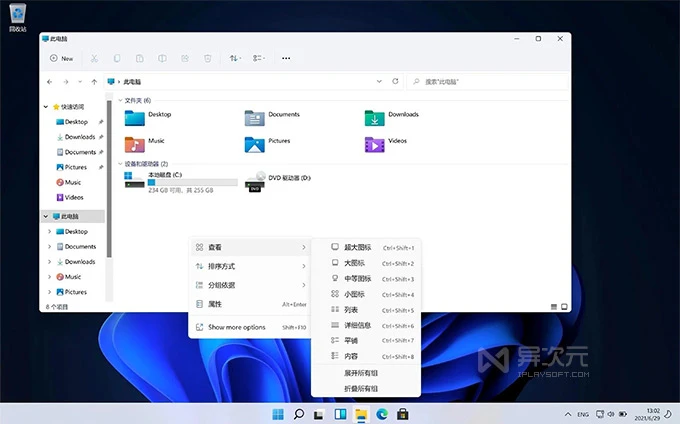 回收站
此电脑
New
此电脑
搜索"此电脑"
快速访问
Desktop
Downloads
Documents
Pictures
Music
Videos
此电脑
Desktop
Documents
Downloads
Music
Pictures
文件夹 (6)
Desktop
Documents
Downloads
Music
Pictures
Videos
设备和驱动器 (2)
本地磁盘 (C:)
234 GB 可用, 共 255 GB
DVD 驱动器 (D:)
DVD
8 个项目
查看
排序方式
分组依据
属性 Alt+Enter
Show more options Shift+F10
超大图标 Ctrl+Shift+1
大图标 Ctrl+Shift+2
中等图标 Ctrl+Shift+3
小图标 Ctrl+Shift+4
列表 Ctrl+Shift+5
详细信息 Ctrl+Shift+6
平铺 Ctrl+Shift+7
内容 Ctrl+Shift+8
展开所有组
折叠所有组
异次元
IPLAYSOFT.COM
ENG
13:02
2021/6/29